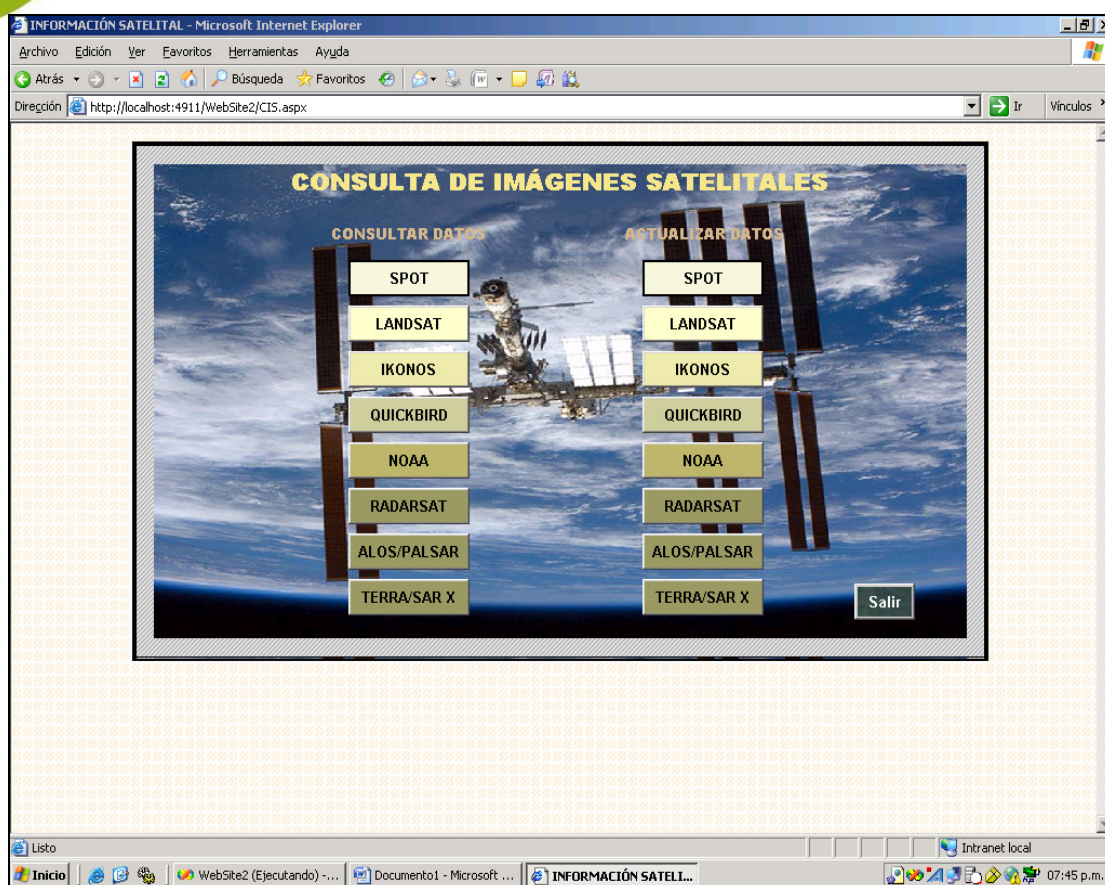 INFORMACIÓN SATELITAL - Microsoft Internet Explorer
Archivo Edición Ver Favoritos Herramientas Ayuda
Atrás Búsqueda Favoritos
Dirección http://localhost:4911/WebSite2/CIS.aspx Ir Vínculos
CONSULTA DE IMÁGENES SATELITALES
CONSULTAR DATOS ACTUALIZAR DATOS
SPOT SPOT
LANDSAT LANDSAT
IKONOS IKONOS
QUICKBIRD QUICKBIRD
NOAA NOAA
RADARSAT RADARSAT
ALOS/PALSAR ALOS/PALSAR
TERRA/SAR X TERRA/SAR X
Salir
Listo Intranet local
Inicio WebSite2 (Ejecutando) -... Documento1 - Microsoft ... INFORMACIÓN SATELI... 07:45 p.m.